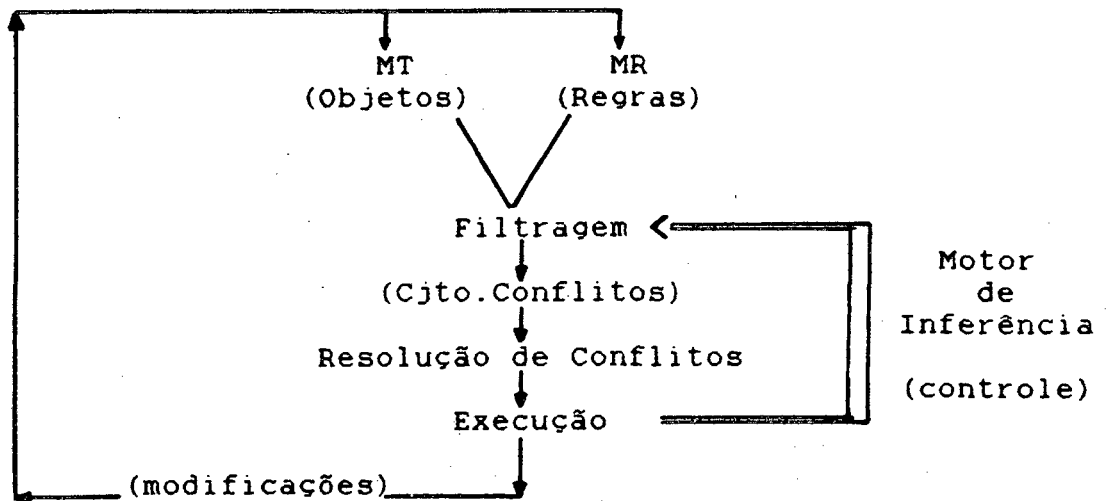 MT
(Objetos)
MR
(Regras)
Filtragem
(Cjto.Conflitos)
Resolução de Conflitos
Execução
(modificações)
Motor
de
Inferência
(controle)